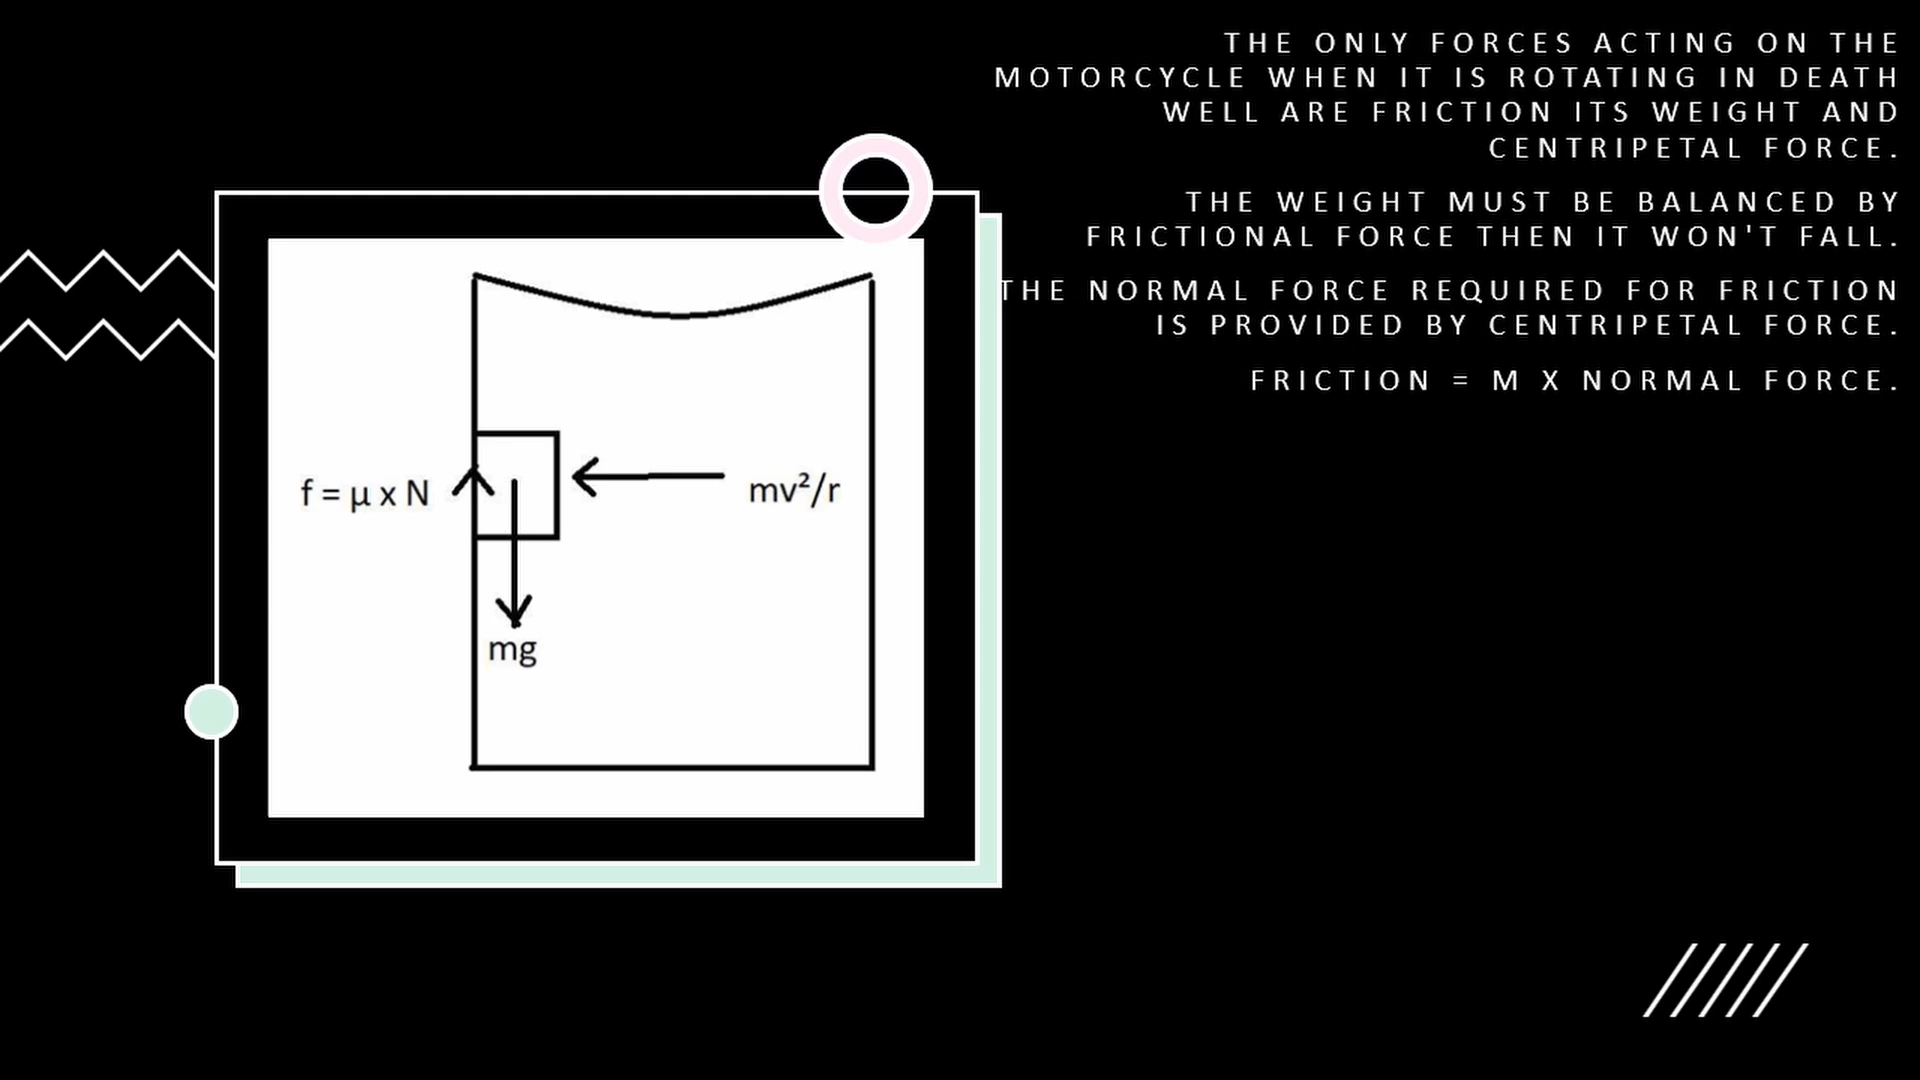 THE ONLY FORCES ACTING ON THE
MOTORCYCLE WHEN IT IS ROTATING IN DEATH
WELL ARE FRICTION ITS WEIGHT AND
CENTRIPETAL FORCE.
THE WEIGHT MUST BE BALANCED BY
FRICTIONAL FORCE THEN IT WON'T FALL.
THE NORMAL FORCE REQUIRED FOR FRICTION
IS PROVIDED BY CENTRIPETAL FORCE.
FRICTION = M X NORMAL FORCE.
f = µ x N
mv²/r
mg